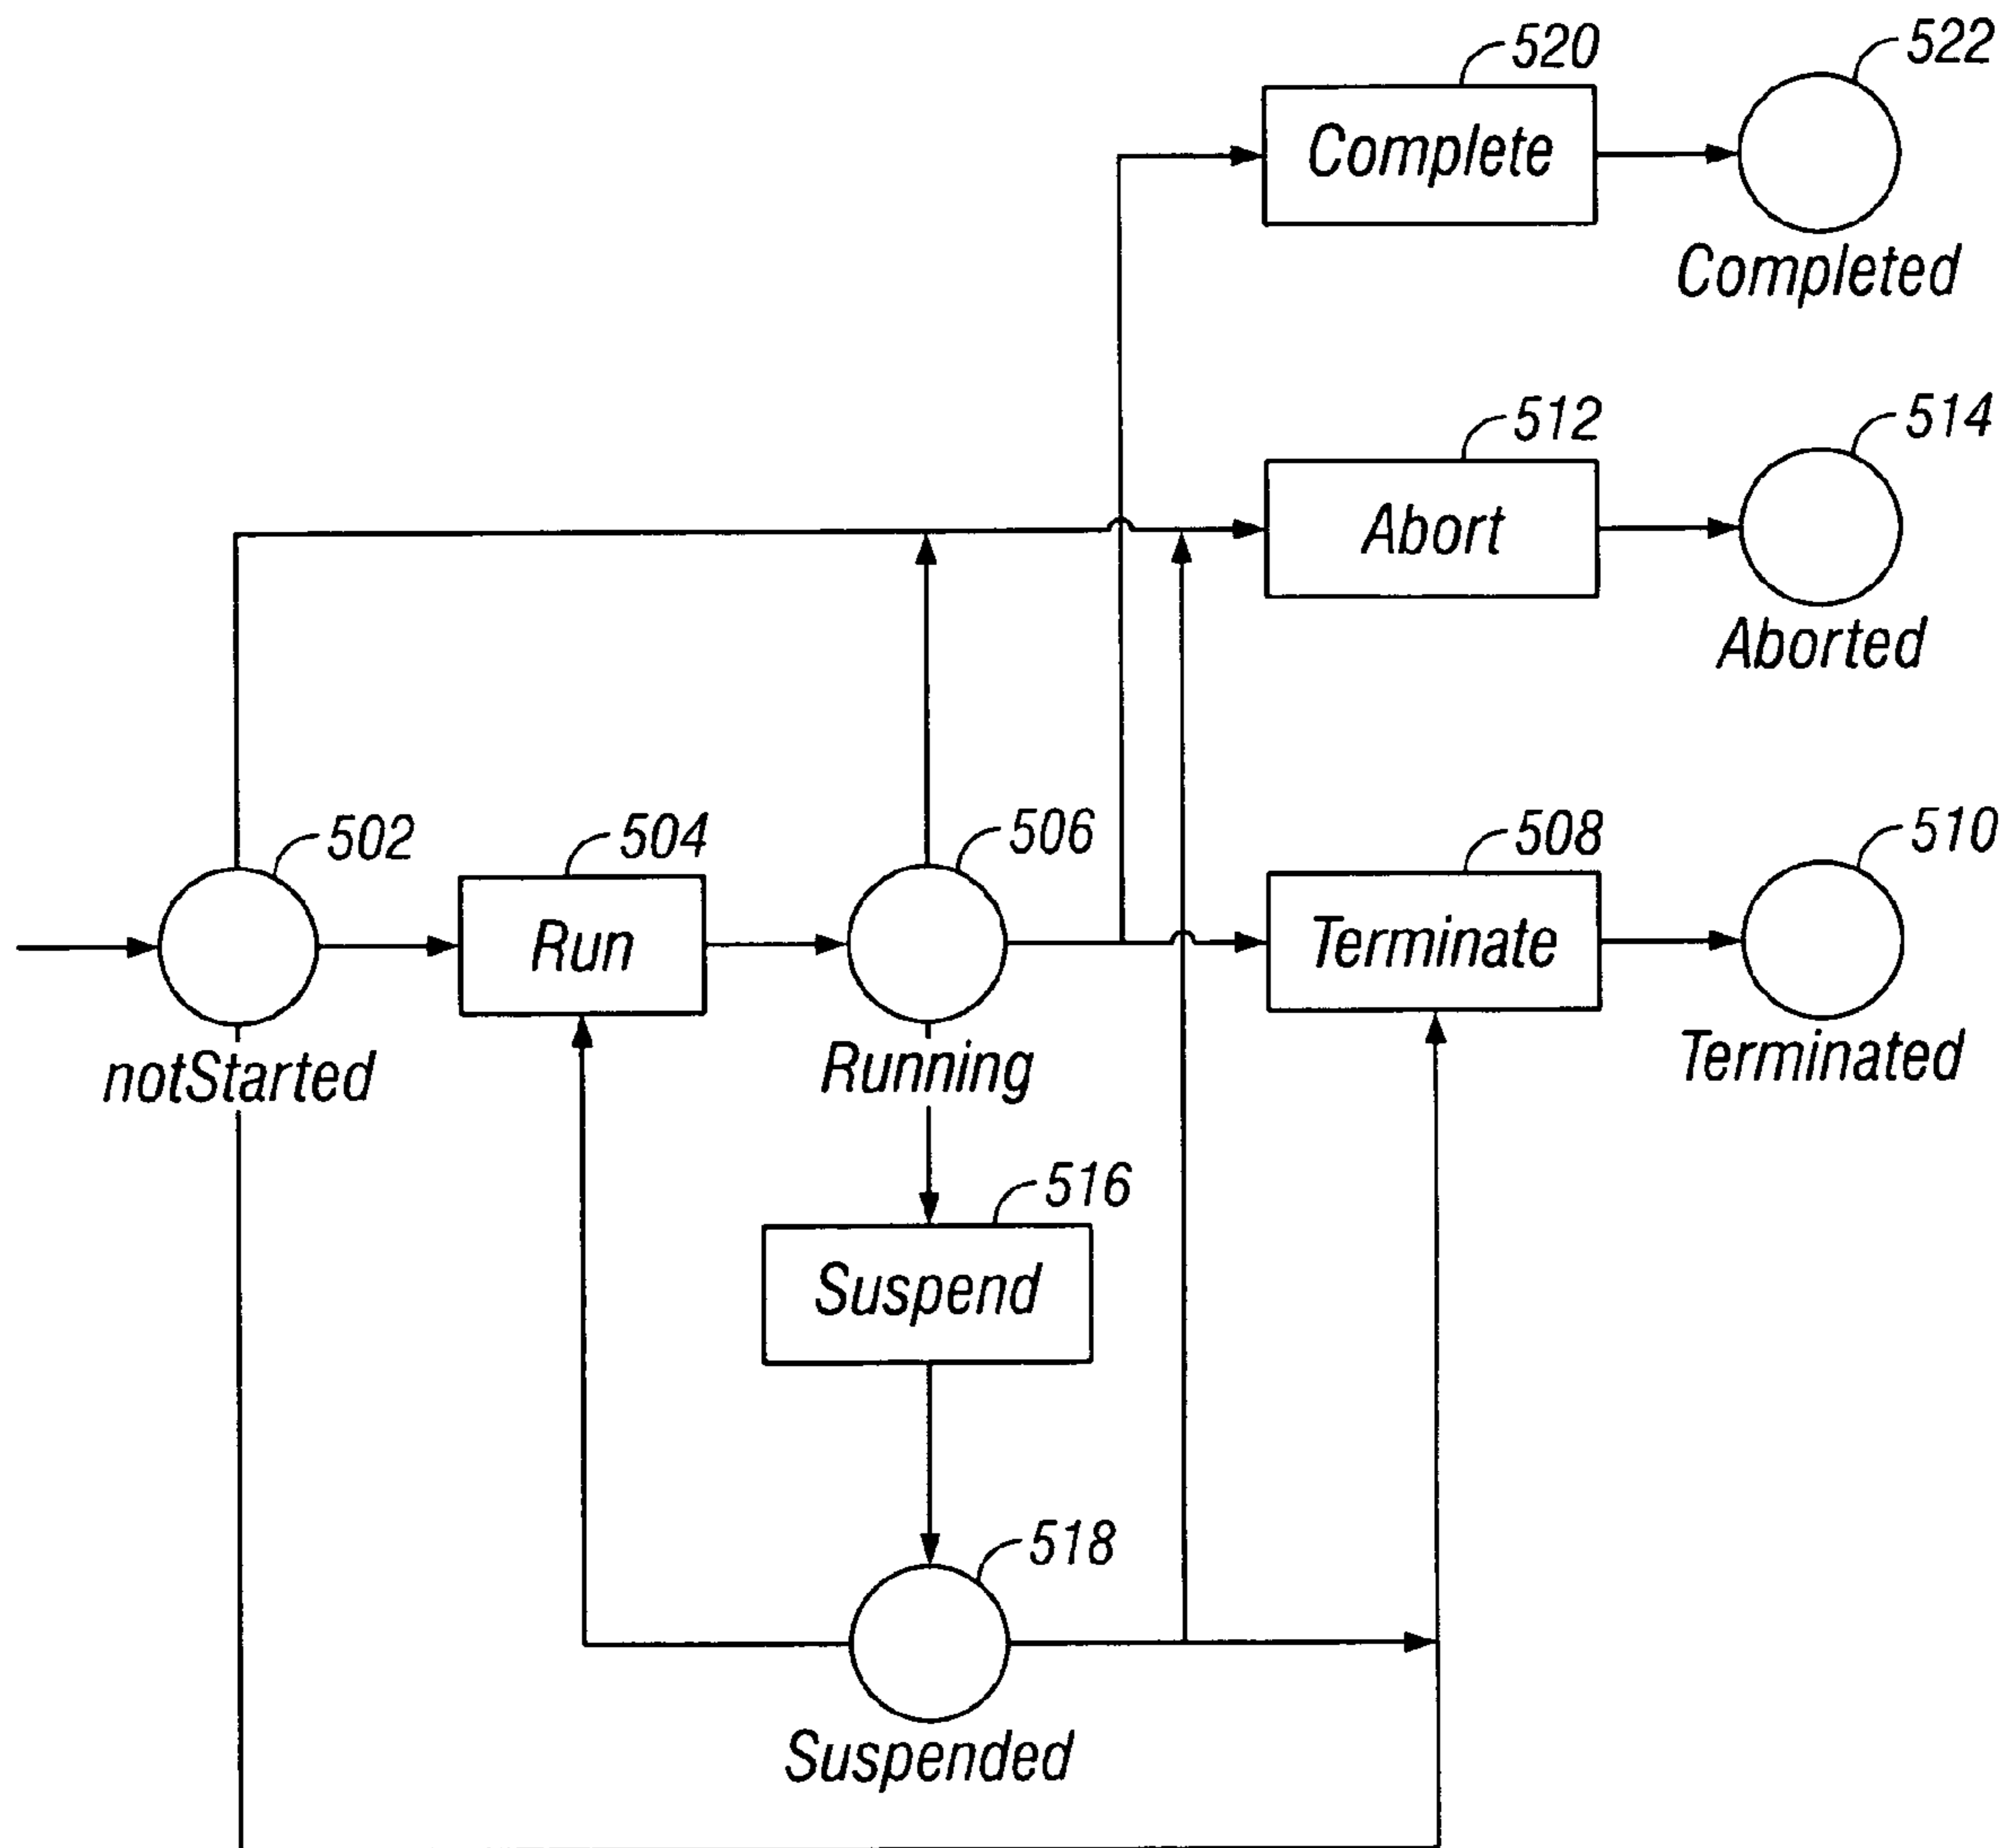 520
522
Complete
Completed
512
514
Abort
Aborted
502
504
506
508
510
Run
Terminate
notStarted
Running
Terminated
516
Suspend
518
Suspended